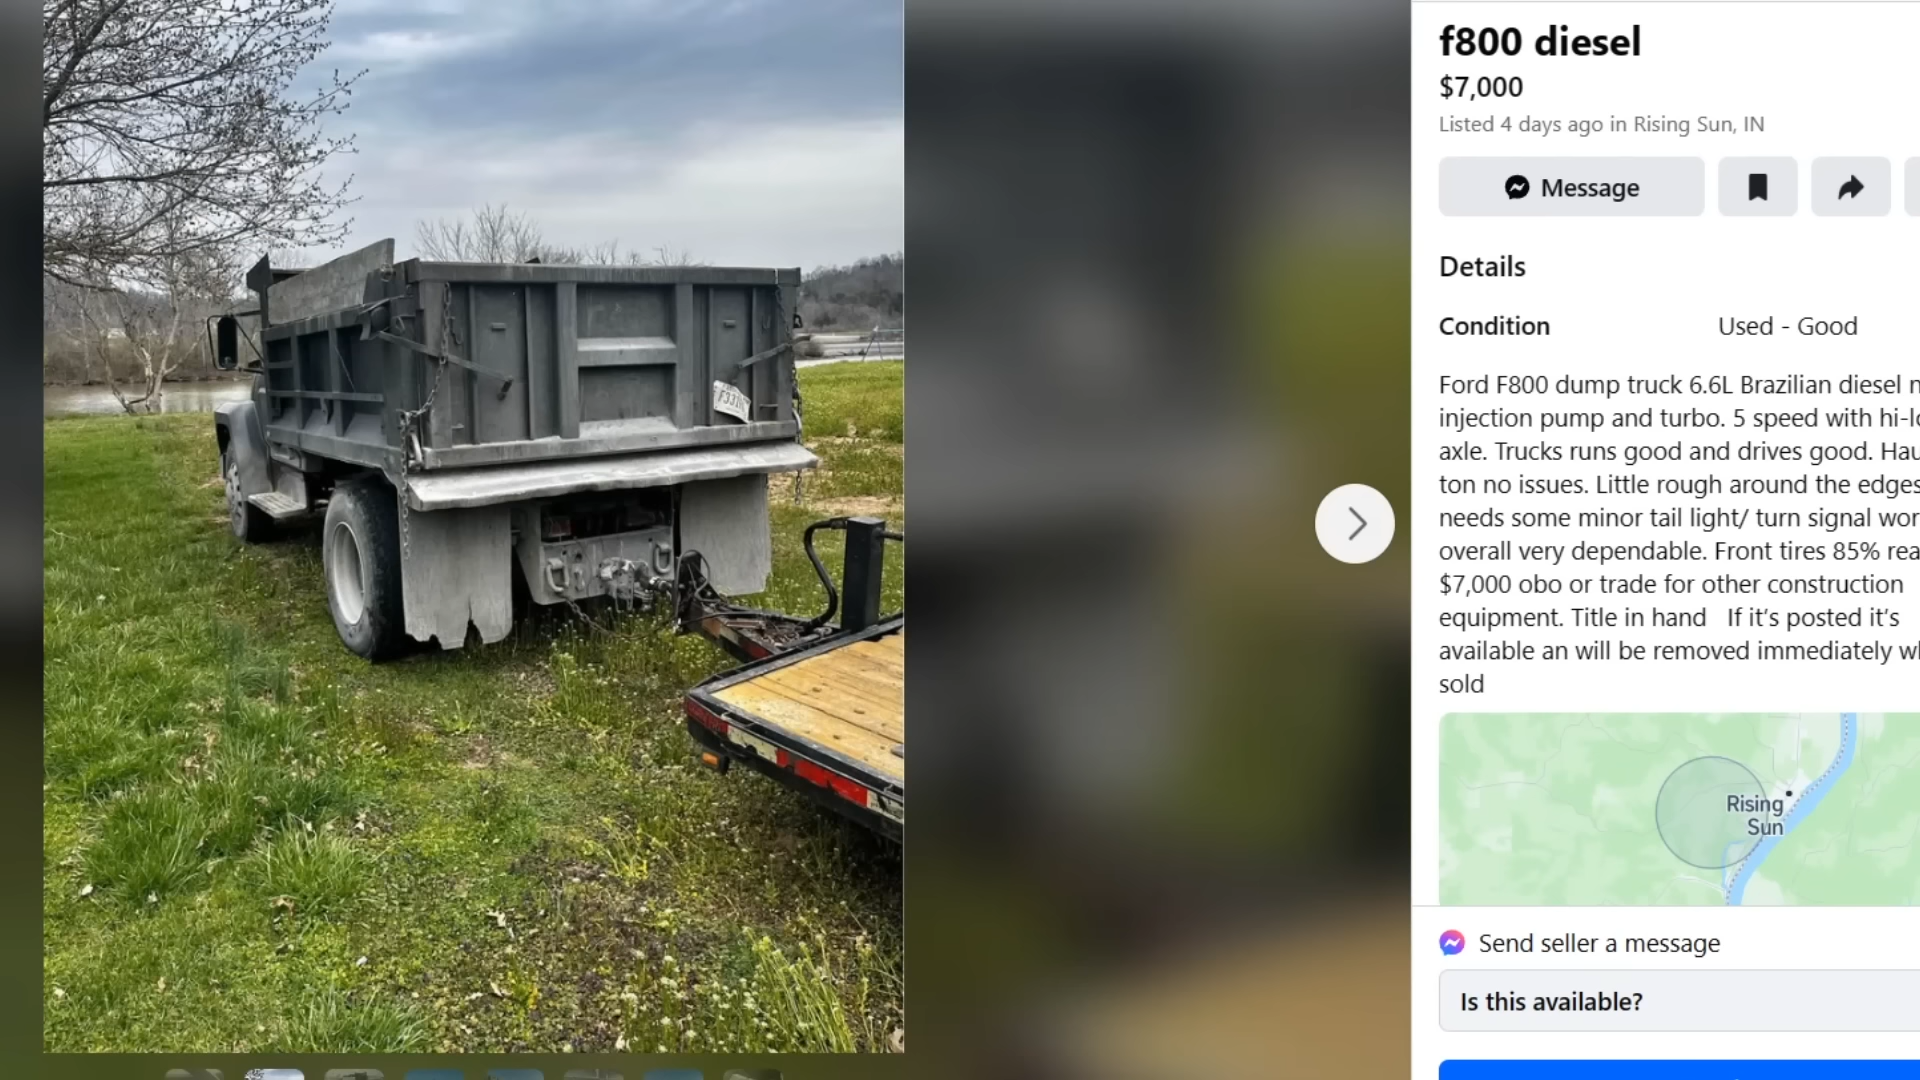 f800 diesel
$7,000
Listed 4 days ago in Rising Sun, IN
Message
Details
Condition Used - Good
Ford F800 dump truck 6.6L Brazilian diesel
injection pump and turbo. 5 speed with
axle. Trucks runs good and drives good.
ton no issues. Little rough around the edges
needs some minor tail light/ turn signal
overall very dependable. Front tires 85%
$7,000 obo or trade for other construction
equipment. Title in hand If it's posted it's
available an will be removed immediately
sold
Rising
Sun
Send seller a message
Is this available?